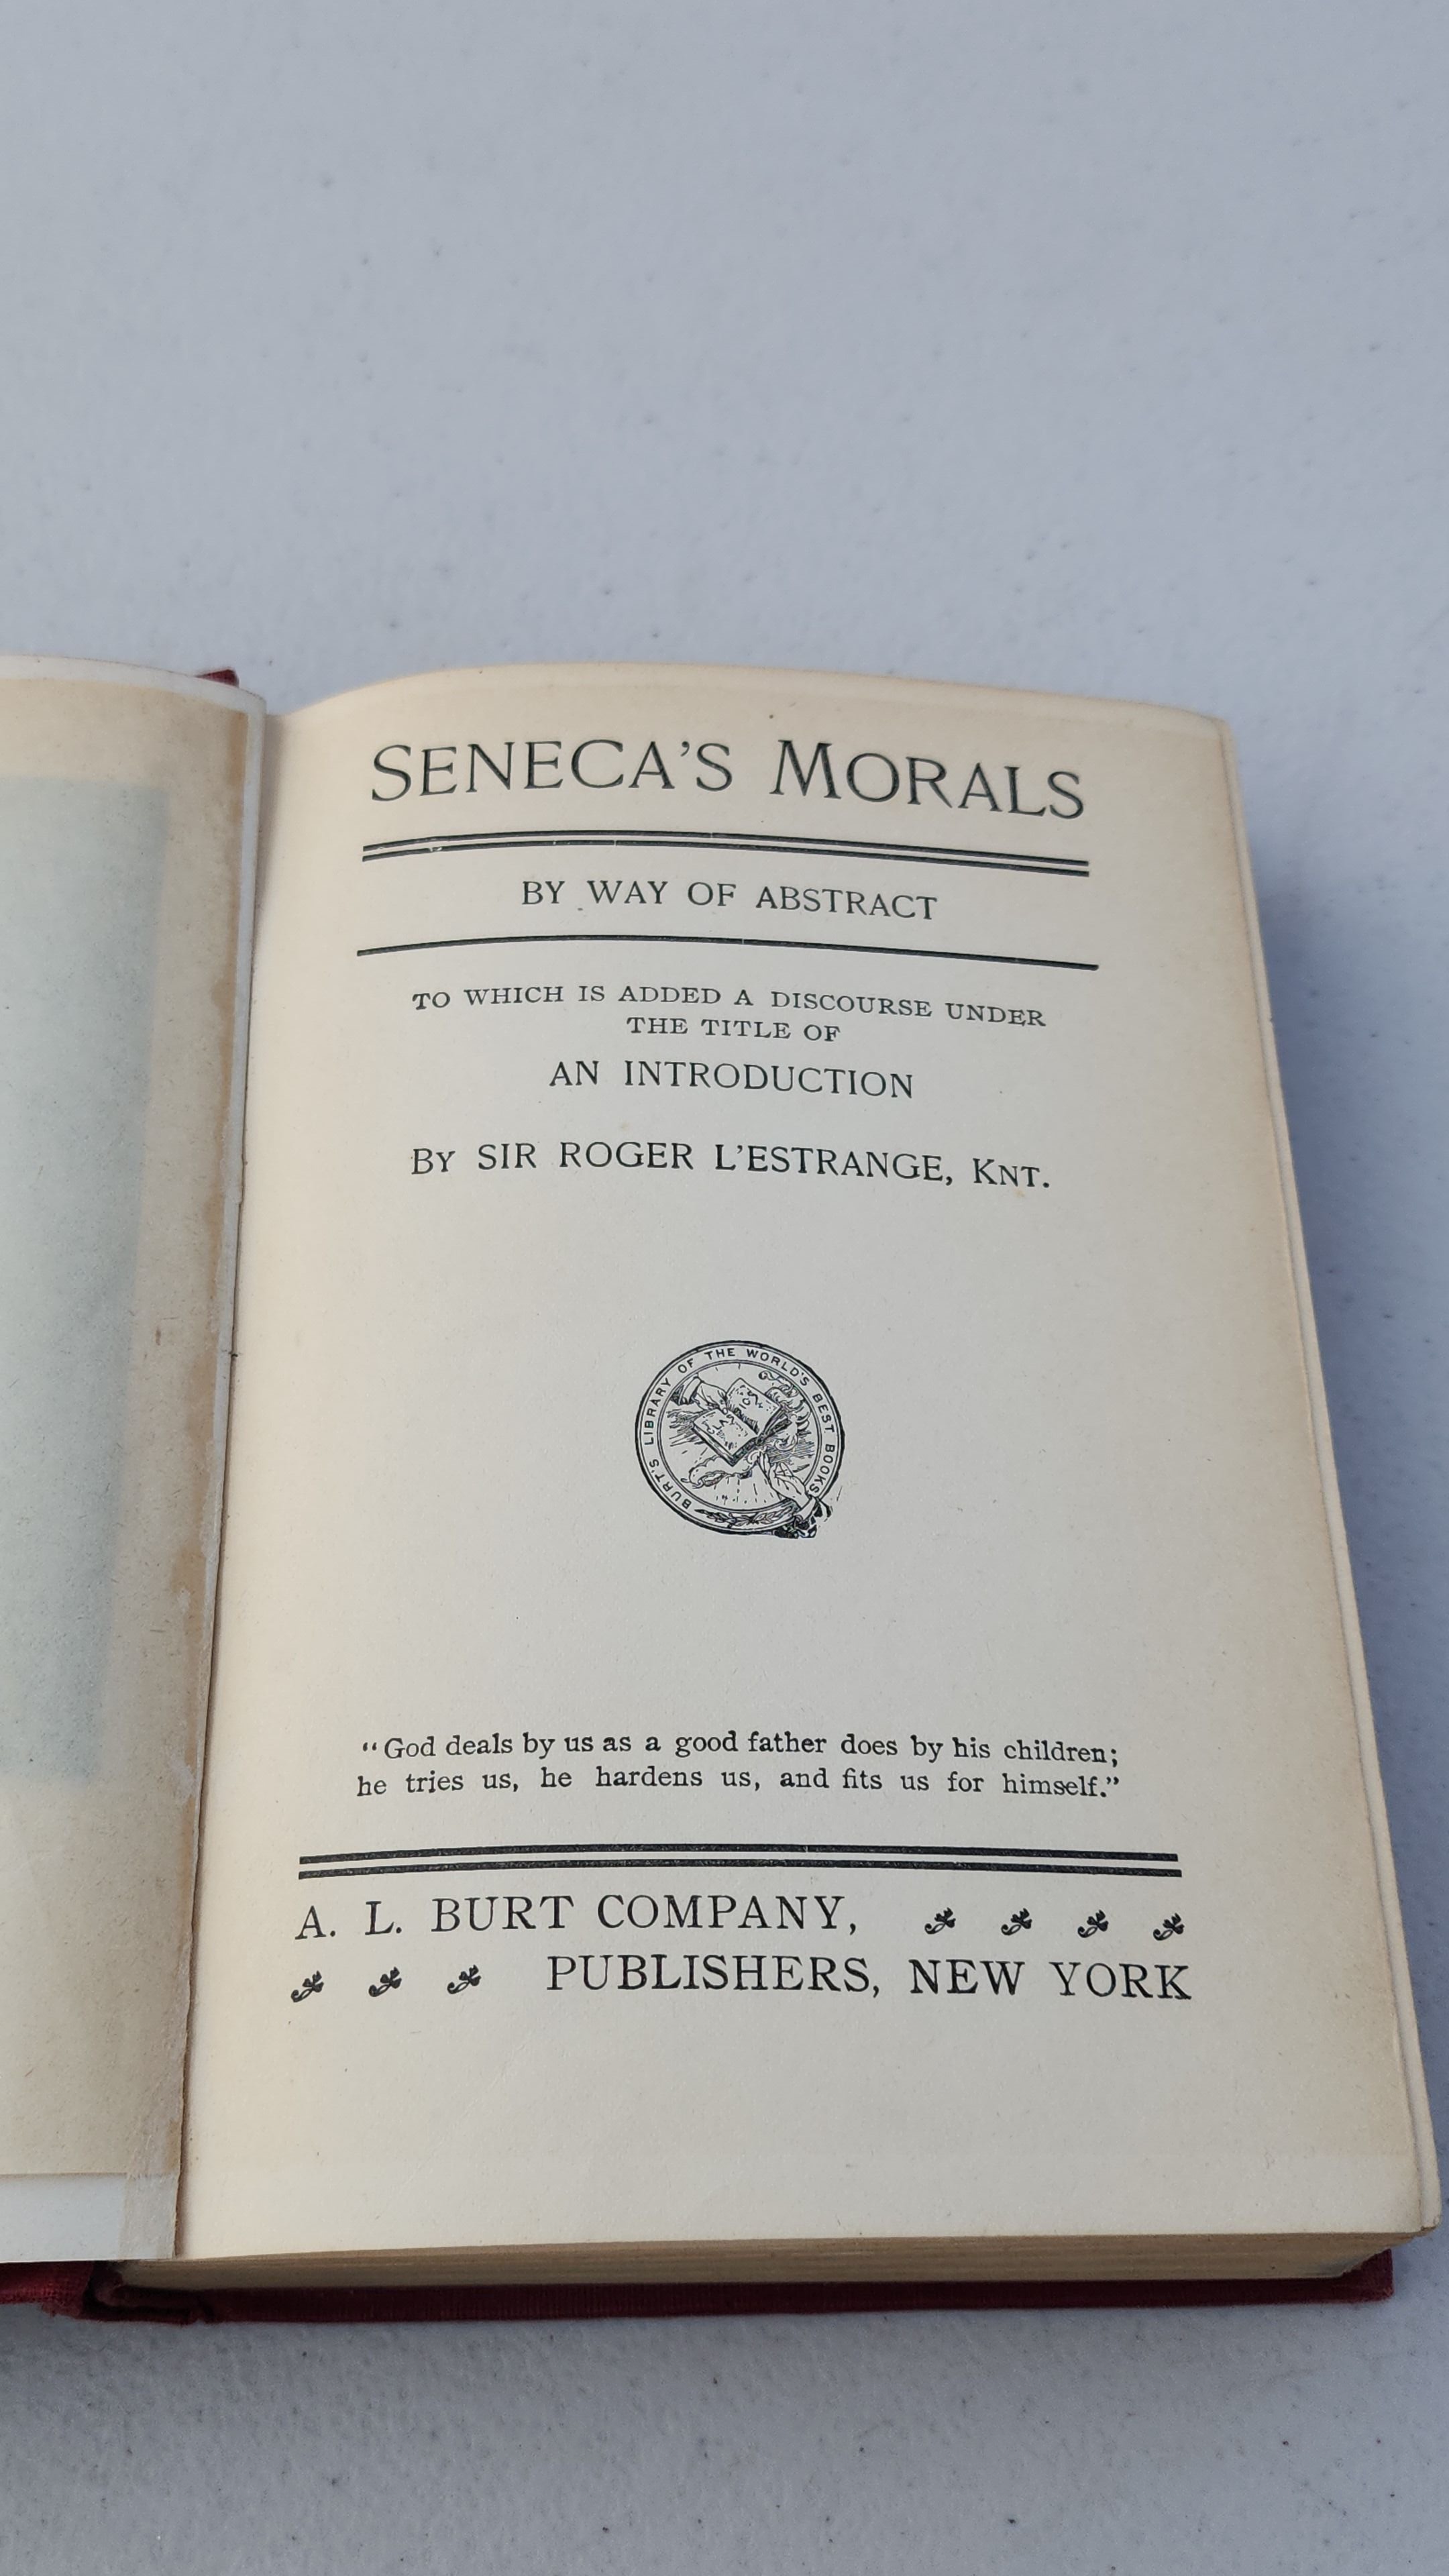 SENECA'S MORALS
BY WAY OF ABSTRACT
TO WHICH IS ADDED A DISCOURSE UNDER
THE TITLE OF
AN INTRODUCTION
BY SIR ROGER L'ESTRANGE, KNT.
BURT'S LIBRARY OF THE WORLD'S BEST BOOKS
“God deals by us as a good father does by his children;
he tries us, he hardens us, and fits us for himself.”
A. L. BURT COMPANY,
PUBLISHERS, NEW YORK